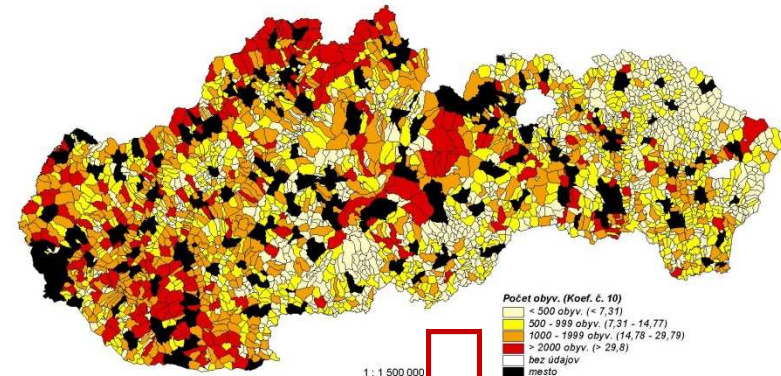 Počet obyv. (Koef. č. 10)
< 500 obyv. (< 7,31)
500 - 999 obyv. (7,31 - 14,77)
1000 - 1999 obyv. (14,78 - 29,79)
> 2000 obyv. (> 29,8)
bez údajov
mesto
1 : 1 500 000